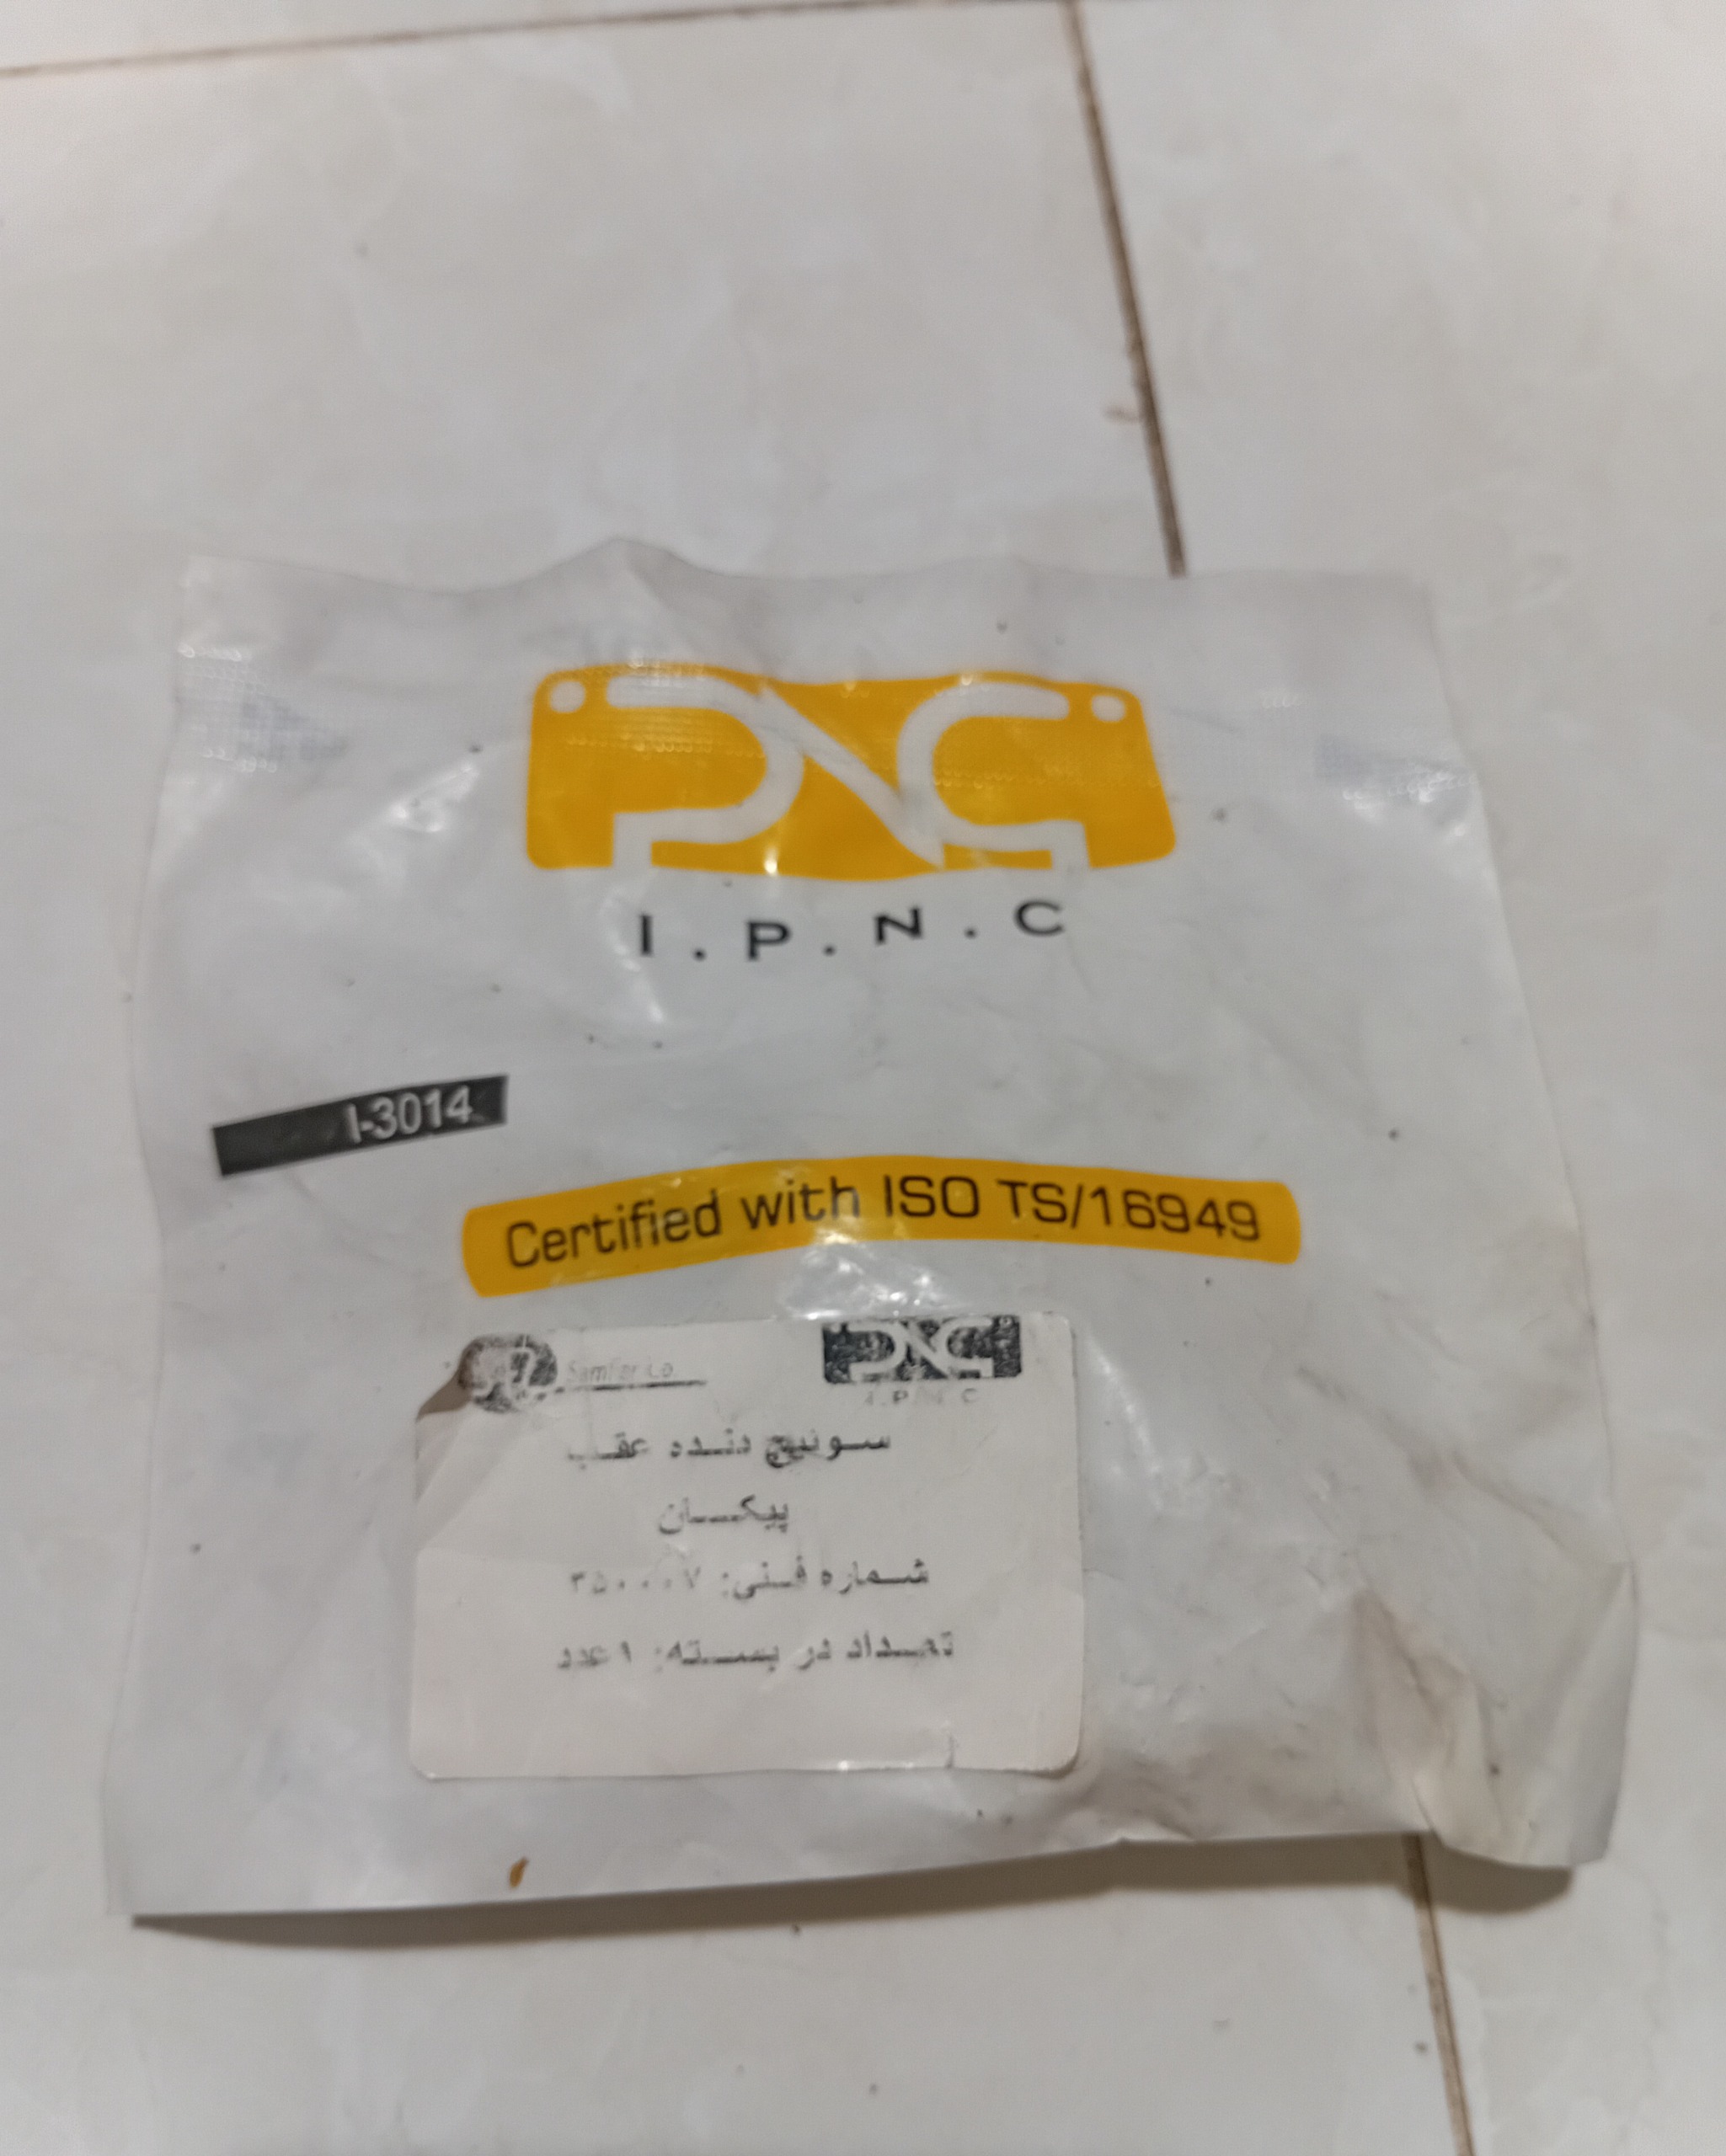 I.P.N.C
I-3014
Certified with ISO TS/16949
SamFar Co
I.P.N.C
سوئیچ دنده عقب
پیکان
شماره فنی: ۳۵۰۰۰۷
تعداد در بسته: ۱ عدد